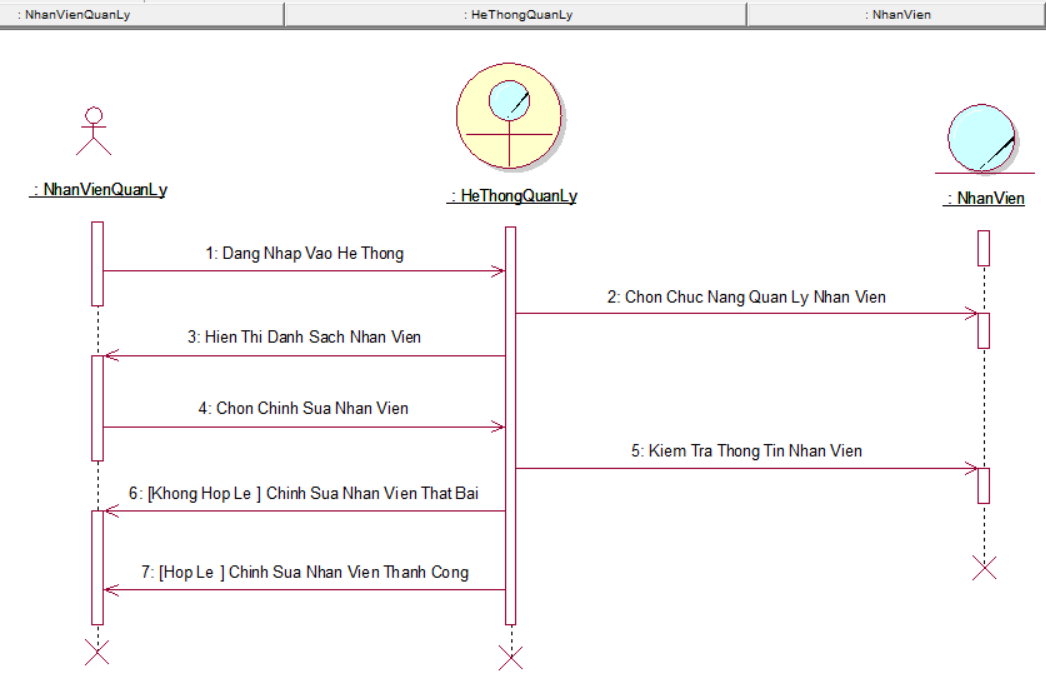 : NhanVienQuanLy
: HeThongQuanLy
: NhanVien
: NhanVienQuanLy
: HeThongQuanLy
: NhanVien
1: Dang Nhap Vao He Thong
2: Chon Chuc Nang Quan Ly Nhan Vien
3: Hien Thi Danh Sach Nhan Vien
4: Chon Chinh Sua Nhan Vien
5: Kiem Tra Thong Tin Nhan Vien
6: [Khong Hop Le ] Chinh Sua Nhan Vien That Bai
7: [Hop Le ] Chinh Sua Nhan Vien Thanh Cong